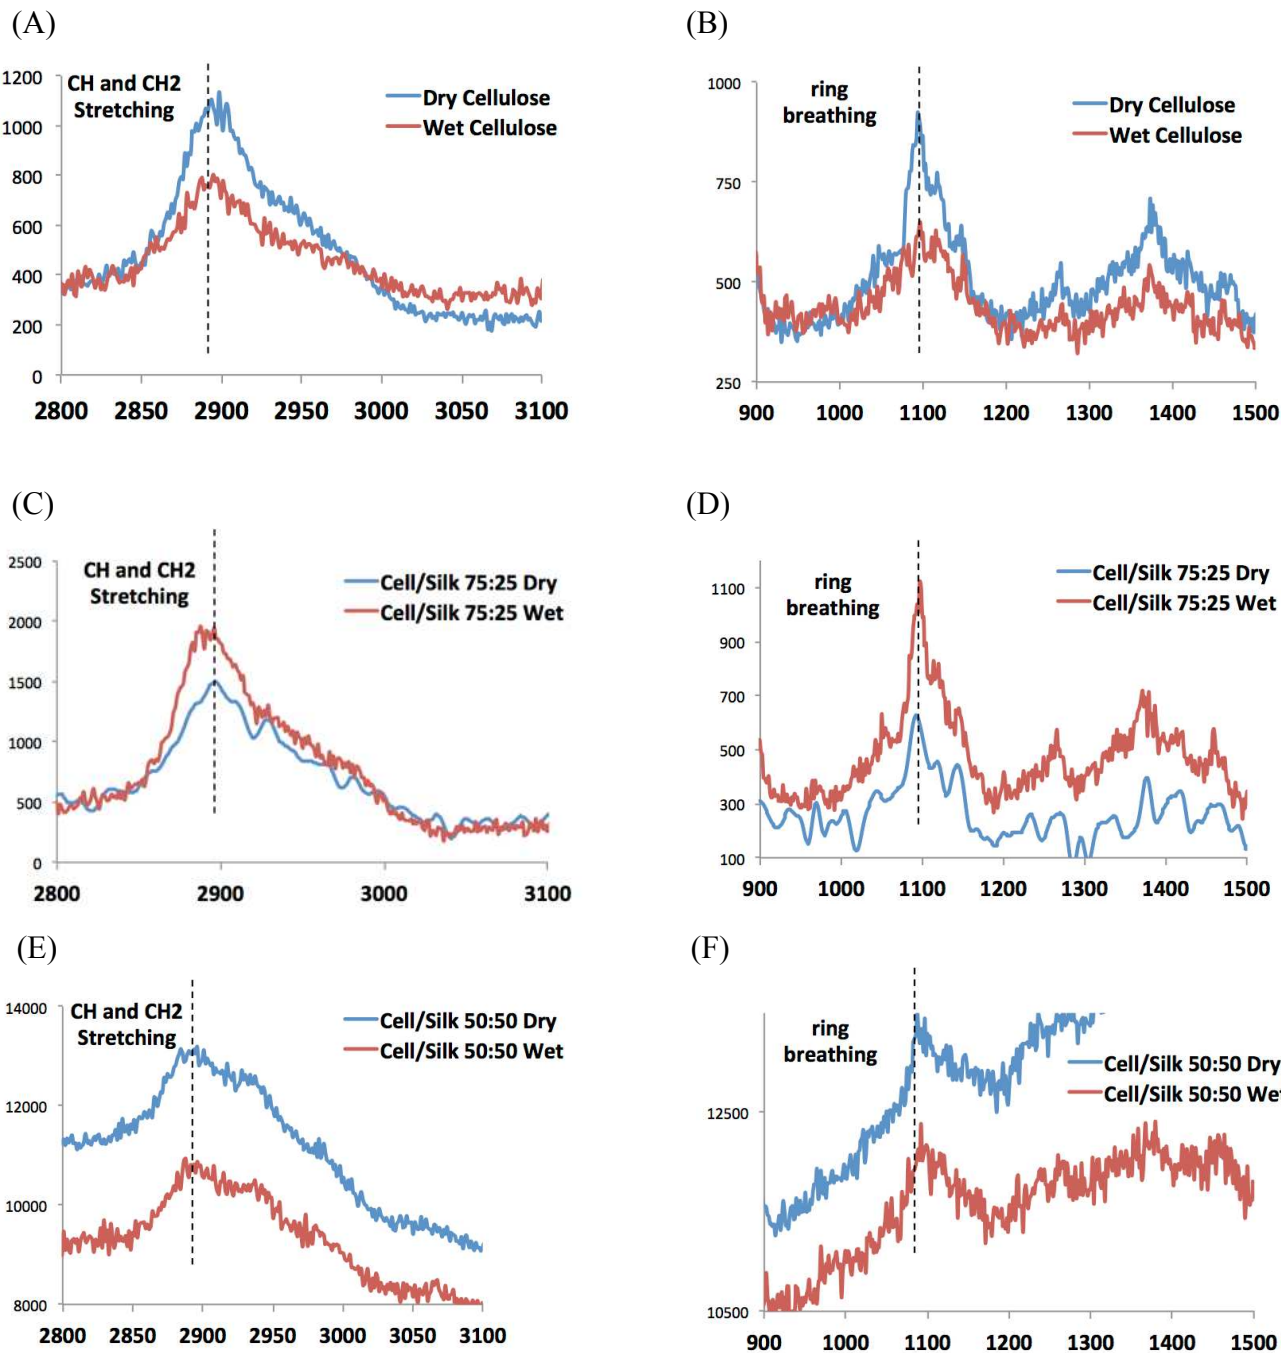 (A)
CH and CH2
Stretching
Dry Cellulose
Wet Cellulose
1200
1000
800
600
400
200
0
2800 2850 2900 2950 3000 3050 3100
(B)
ring
breathing
Dry Cellulose
Wet Cellulose
1000
750
500
250
900 1000 1100 1200 1300 1400 1500
(C)
CH and CH2
Stretching
Cell/Silk 75:25 Dry
Cell/Silk 75:25 Wet
2500
2000
1500
1000
500
0
2800 2900 3000 3100
(D)
ring
breathing
Cell/Silk 75:25 Dry
Cell/Silk 75:25 Wet
1100
900
700
500
300
100
900 1000 1100 1200 1300 1400 1500
(E)
CH and CH2
Stretching
Cell/Silk 50:50 Dry
Cell/Silk 50:50 Wet
14000
12000
10000
8000
2800 2850 2900 2950 3000 3050 3100
(F)
ring
breathing
Cell/Silk 50:50 Dry
Cell/Silk 50:50 We
12500
10500
900 1000 1100 1200 1300 1400 1500